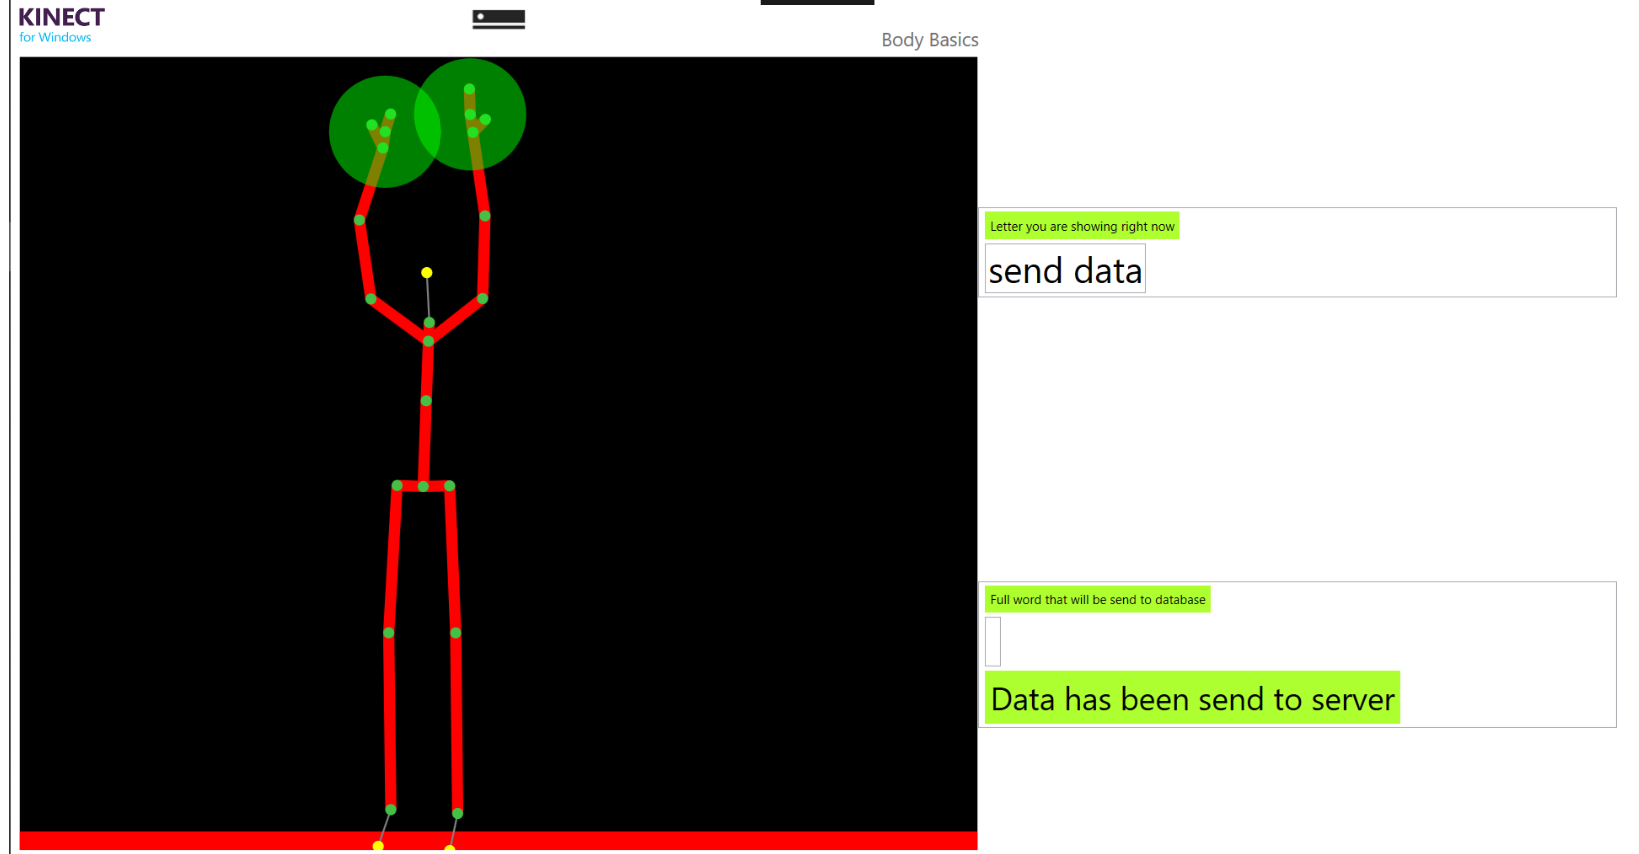 KINECT
for Windows
Body Basics
Letter you are showing right now
send data
Full word that will be send to database
Data has been send to server